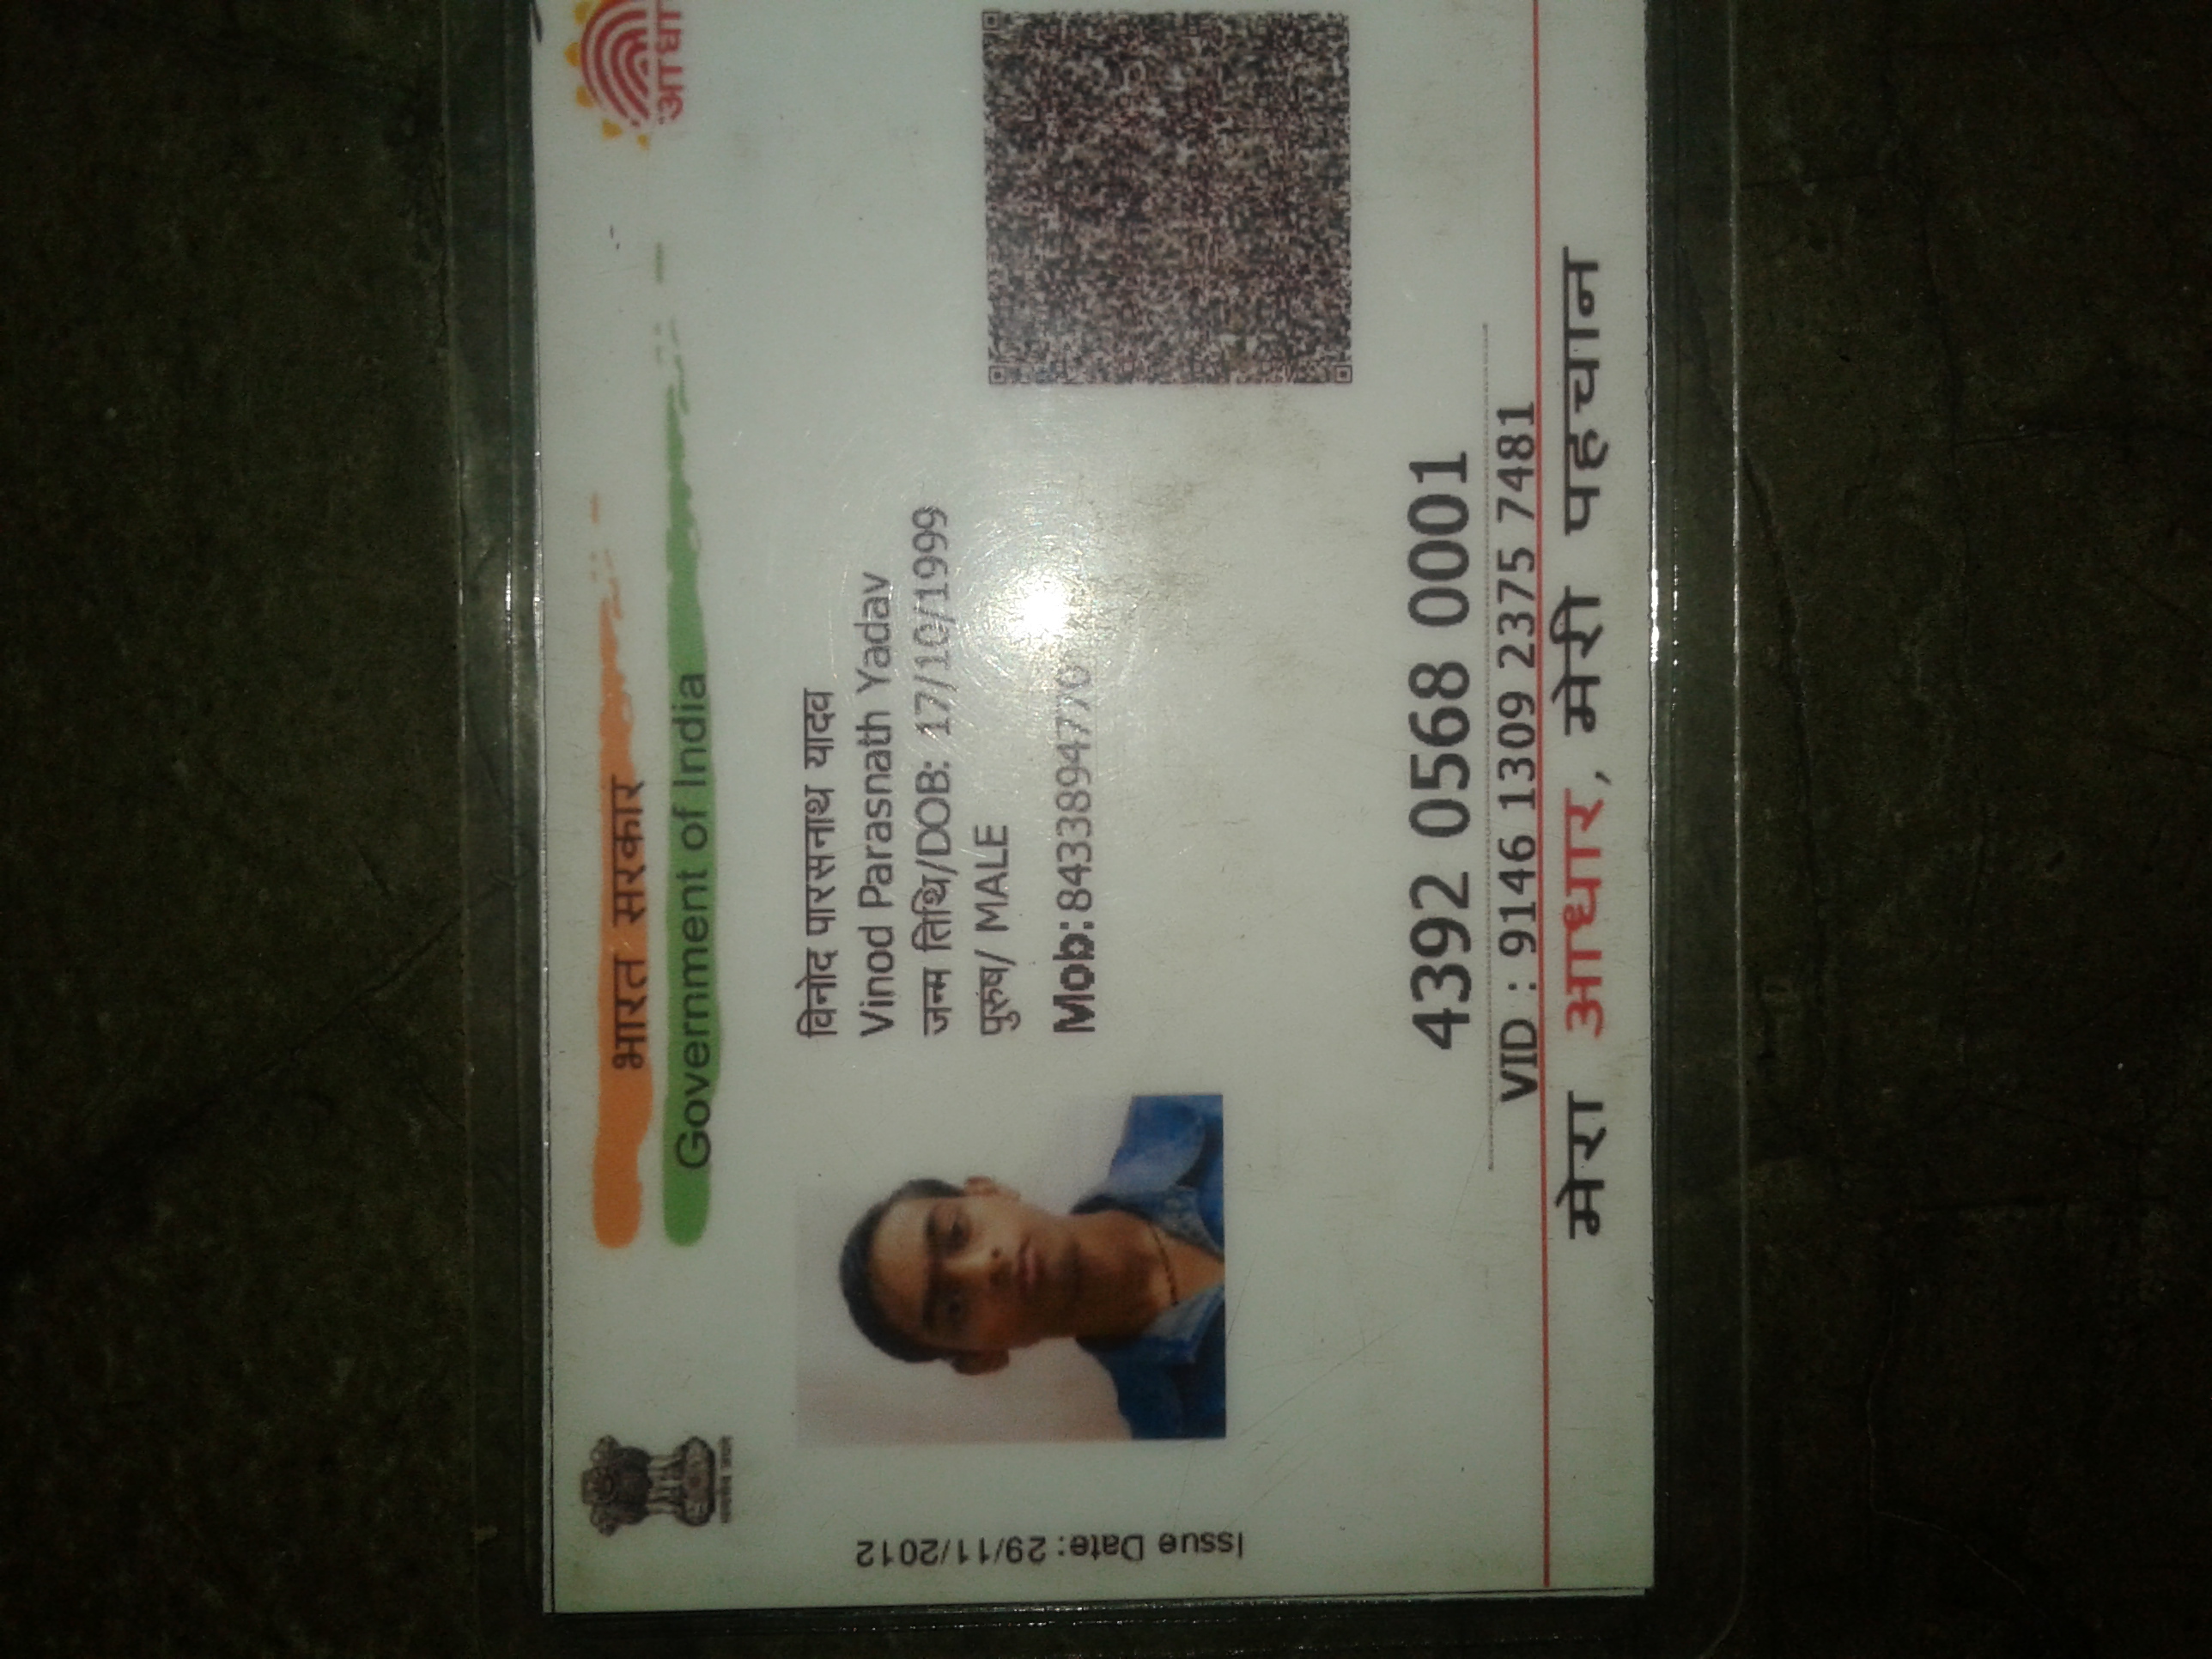 भारत सरकार
Government of India
Issue Date: 29/11/2012
विनोद पारसनाथ यादव
Vinod Parasnath Yadav
जन्म तिथि/DOB: 17/10/1999
पुरुष/ MALE
Mob: 8433894770
4392 0568 0001
VID : 9146 1309 2375 7481
मेरा आधार, मेरी पहचान